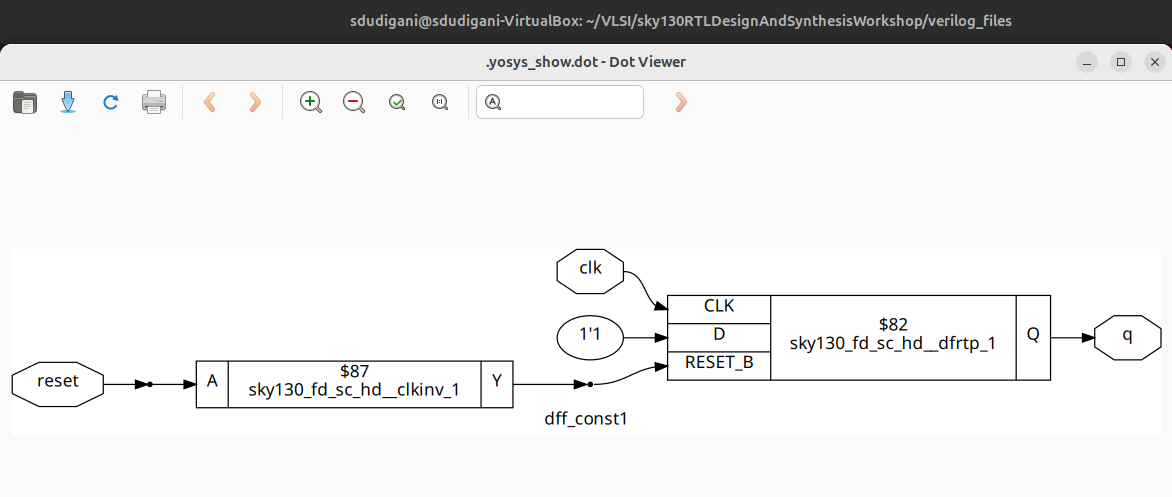 sdudigani@sdudigani-VirtualBox: ~/VLSI/sky130RTLDesignAndSynthesisWorkshop/verilog_files
.yosys_show.dot - Dot Viewer
clk
CLK
1'1
D
$82
sky130_fd_sc_hd__dfrtp_1
Q
q
RESET_B
reset
A
$87
sky130_fd_sc_hd__clkinv_1
Y
dff_const1